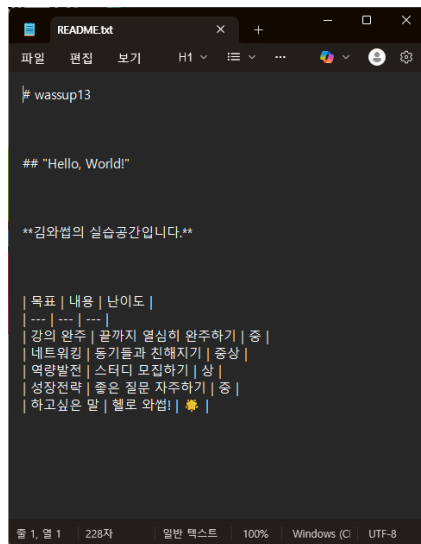 README.txt
파일 편집 보기 H1
# wassup13
## "Hello, World!"
**김와썹의 실습공간입니다.**
| 목표 | 내용 | 난이도 |
| --- | --- | --- |
| 강의 완주 | 끝까지 열심히 완주하기 | 중 |
| 네트워킹 | 동기들과 친해지기 | 중상 |
| 역량발전 | 스터디 모집하기 | 상 |
| 성장전략 | 좋은 질문 자주하기 | 중 |
| 하고싶은 말 | 헬로 와썹! | 🌟 |
줄 1, 열 1 228자 일반 텍스트 100% Windows (C UTF-8